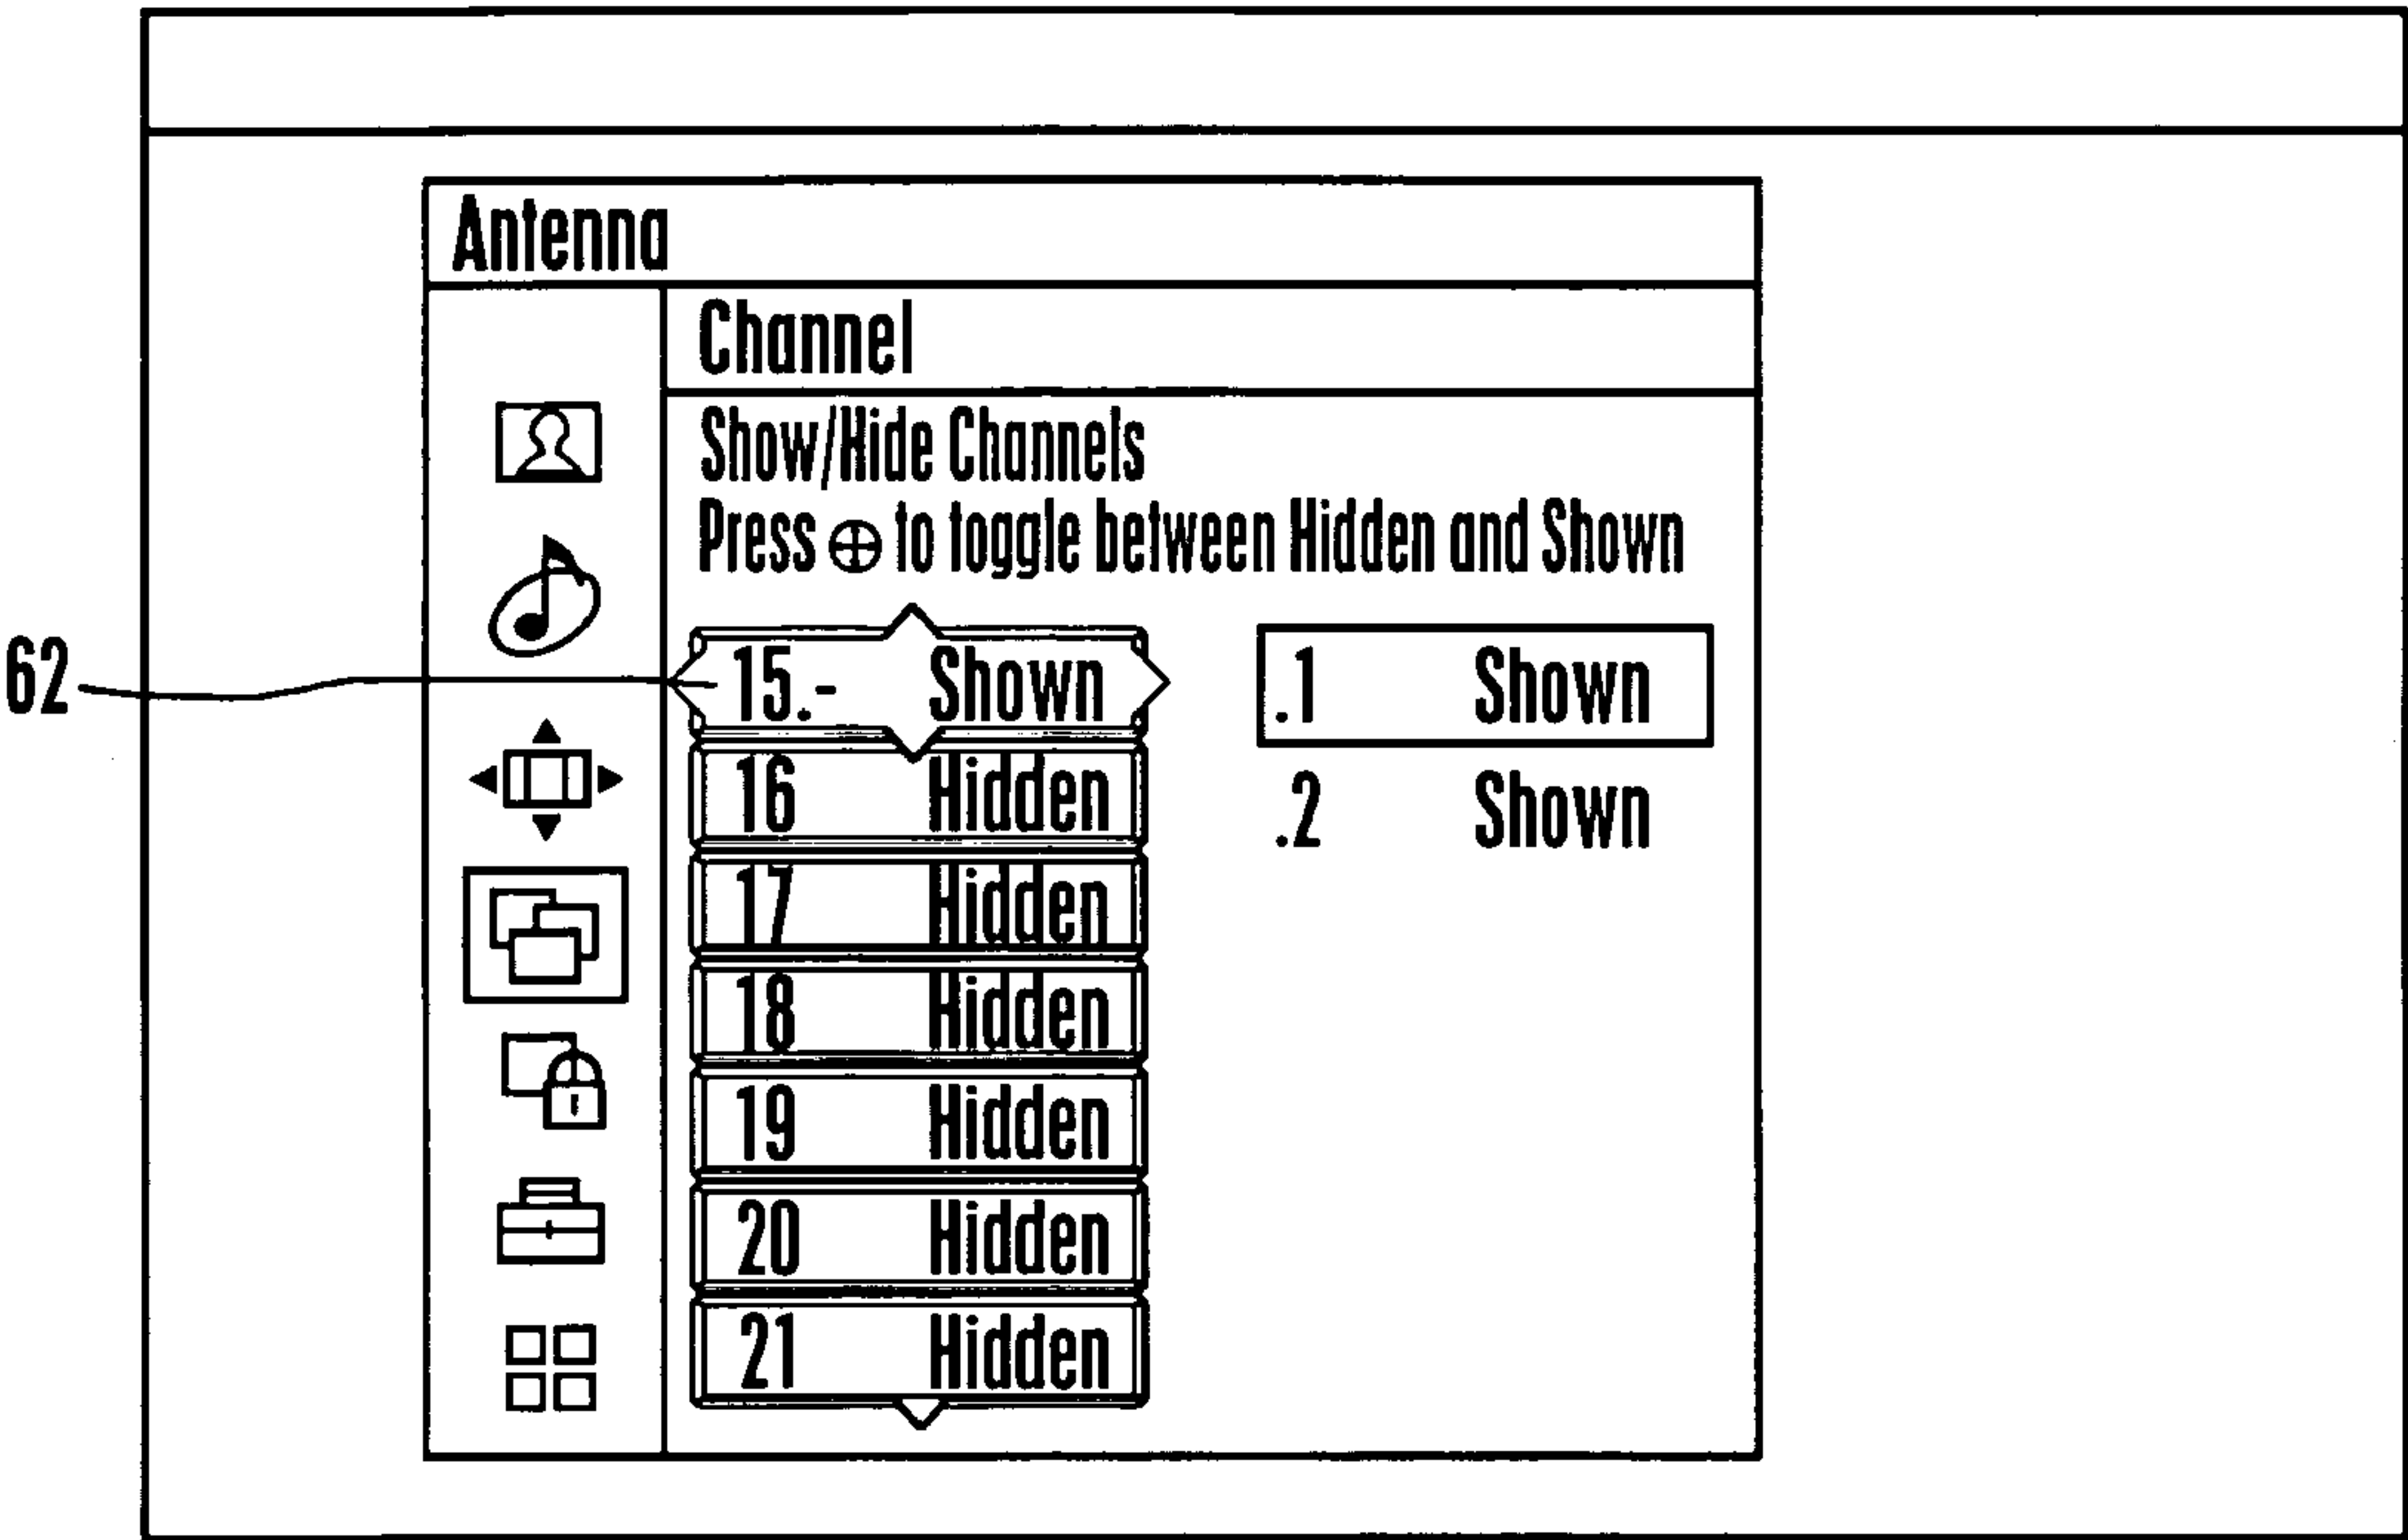 Antenna
Channel
Show/Hide Channels
Press ⊕ to toggle between Hidden and Shown
62
15.- Shown .1 Shown
16 Hidden .2 Shown
17 Hidden
18 Hidden
19 Hidden
20 Hidden
21 Hidden